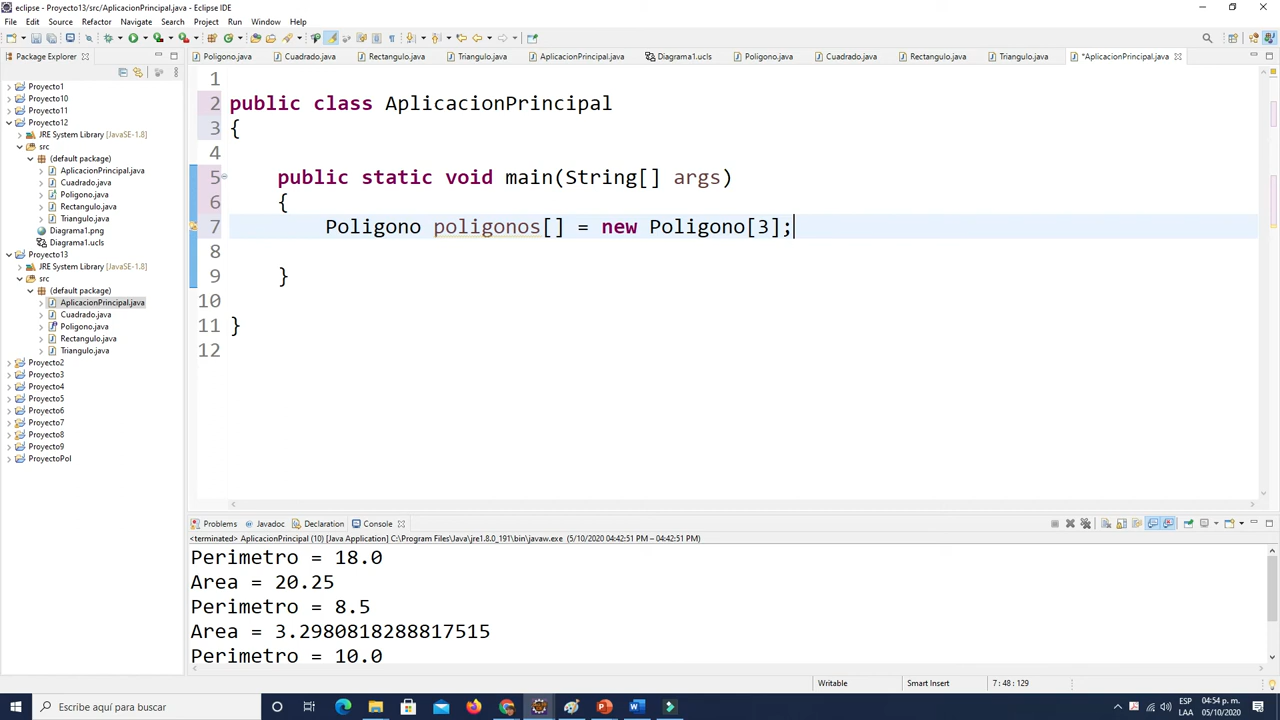 eclipse - Proyecto13/src/AplicacionPrincipal.java - Eclipse IDE
File Edit Source Refactor Navigate Search Project Run Window Help
Package Explorer
Poligono.java Cuadrado.java Rectangulo.java Triangulo.java AplicacionPrincipal.java Diagrama1.ucls Poligono.java Cuadrado.java Rectangulo.java Triangulo.java *AplicacionPrincipal.java
Proyecto1
Proyecto10
Proyecto11
Proyecto12
JRE System Library [JavaSE-1.8]
src
(default package)
AplicacionPrincipal.java
Cuadrado.java
Poligono.java
Rectangulo.java
Triangulo.java
Diagrama1.png
Diagrama1.ucls
Proyecto13
JRE System Library [JavaSE-1.8]
src
(default package)
AplicacionPrincipal.java
Cuadrado.java
Poligono.java
Rectangulo.java
Triangulo.java
Proyecto2
Proyecto3
Proyecto4
Proyecto5
Proyecto6
Proyecto7
Proyecto8
Proyecto9
ProyectoPol
1
2 public class AplicacionPrincipal
3 {
4
5 public static void main(String[] args)
6 {
7 Poligono poligonos[] = new Poligono[3];
8
9 }
10
11 }
12
Problems Javadoc Declaration Console
<terminated> AplicacionPrincipal (10) [Java Application] C:\Program Files\Java\jre1.8.0_191\bin\javaw.exe (5/10/2020 04:42:51 PM – 04:42:51 PM)
Perimetro = 18.0
Area = 20.25
Perimetro = 8.5
Area = 3.2980818288817515
Perimetro = 10.0
Writable Smart Insert 7 : 48 : 129
Escribe aquí para buscar
ESP
LAA
04:54 p. m.
05/10/2020